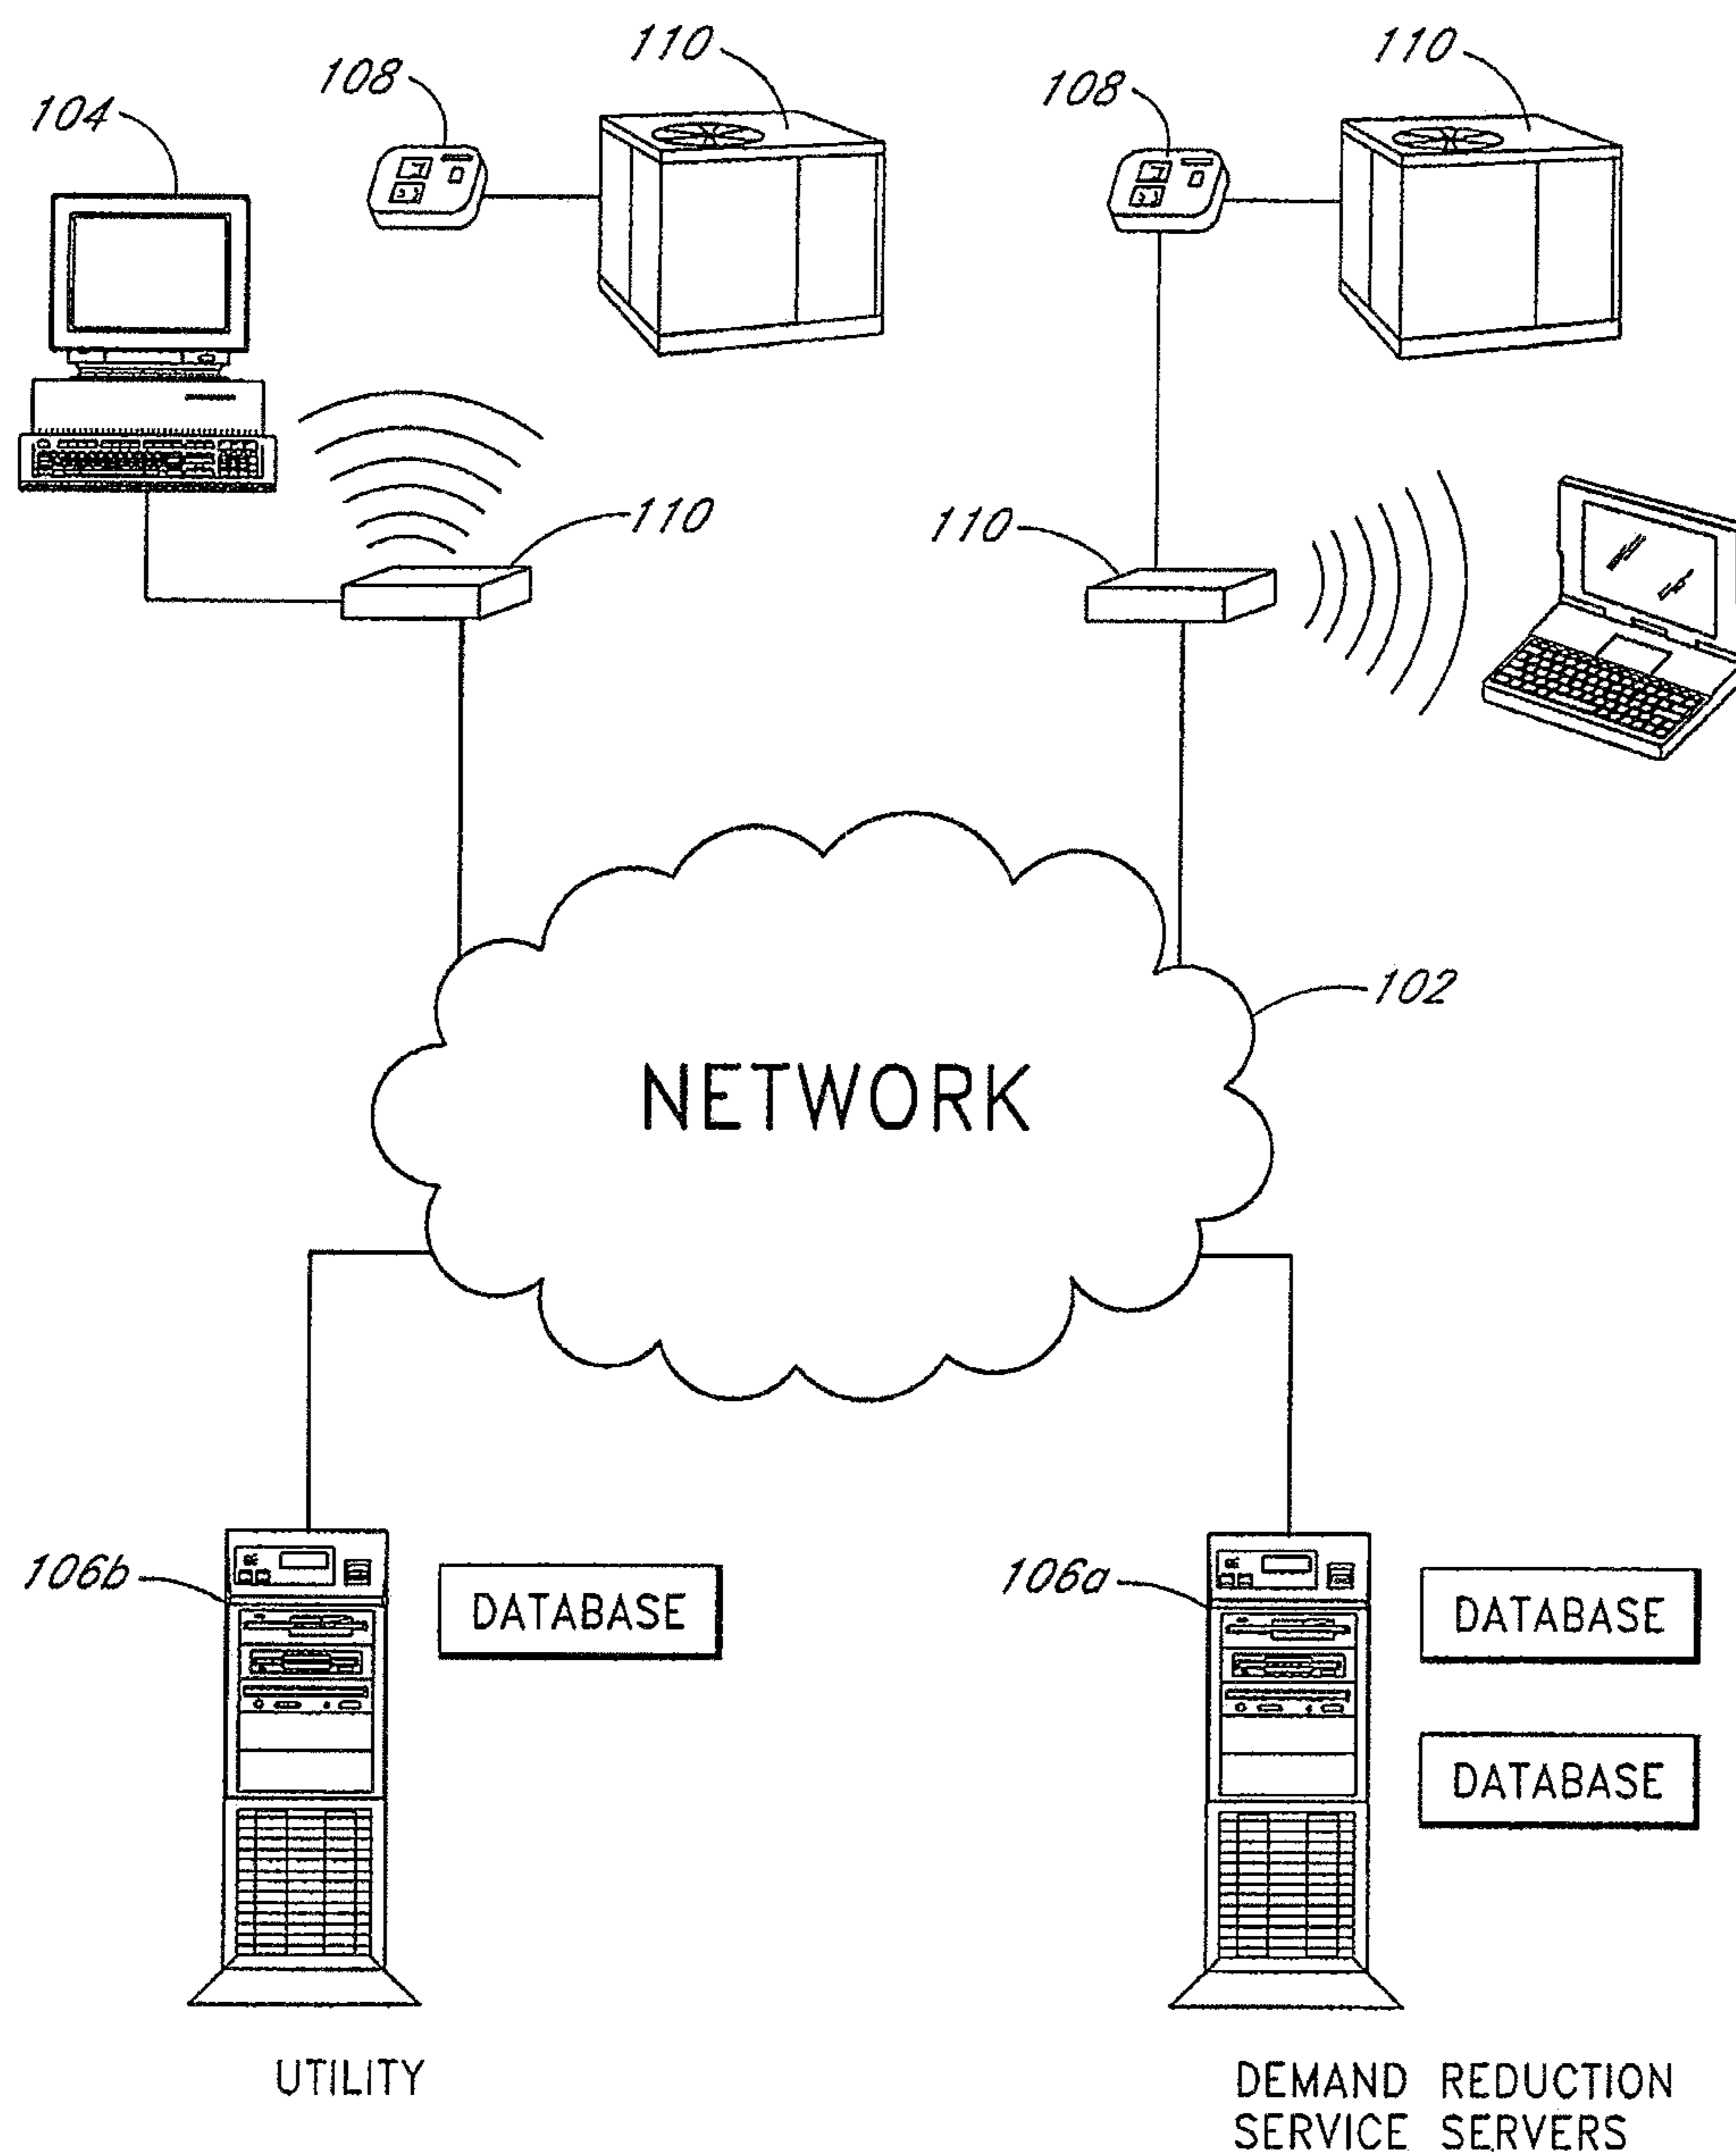 110
110
108
108
104
110
110
102
NETWORK
106b
DATABASE
106a
DATABASE
DATABASE
UTILITY
DEMAND REDUCTION
SERVICE SERVERS